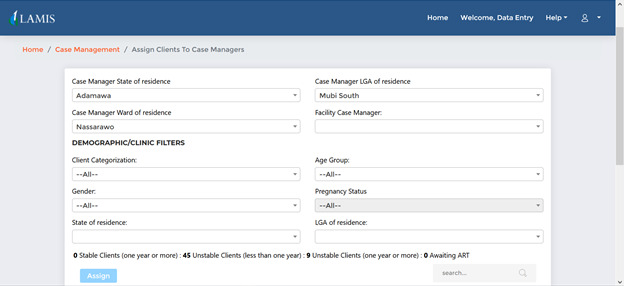 LAMIS
Home Welcome, Data Entry Help
Home / Case Management / Assign Clients To Case Managers
Case Manager State of residence Case Manager LGA of residence
Adamawa Mubi South
Case Manager Ward of residence Facility Case Manager:
Nassarawo
DEMOGRAPHIC/CLINIC FILTERS
Client Categorization: Age Group:
--All-- --All--
Gender: Pregnancy Status
--All-- --All--
State of residence: LGA of residence:
0 Stable Clients (one year or more) : 45 Unstable Clients (less than one year) : 9 Unstable Clients (one year or more) : 0 Awaiting ART
Assign search...